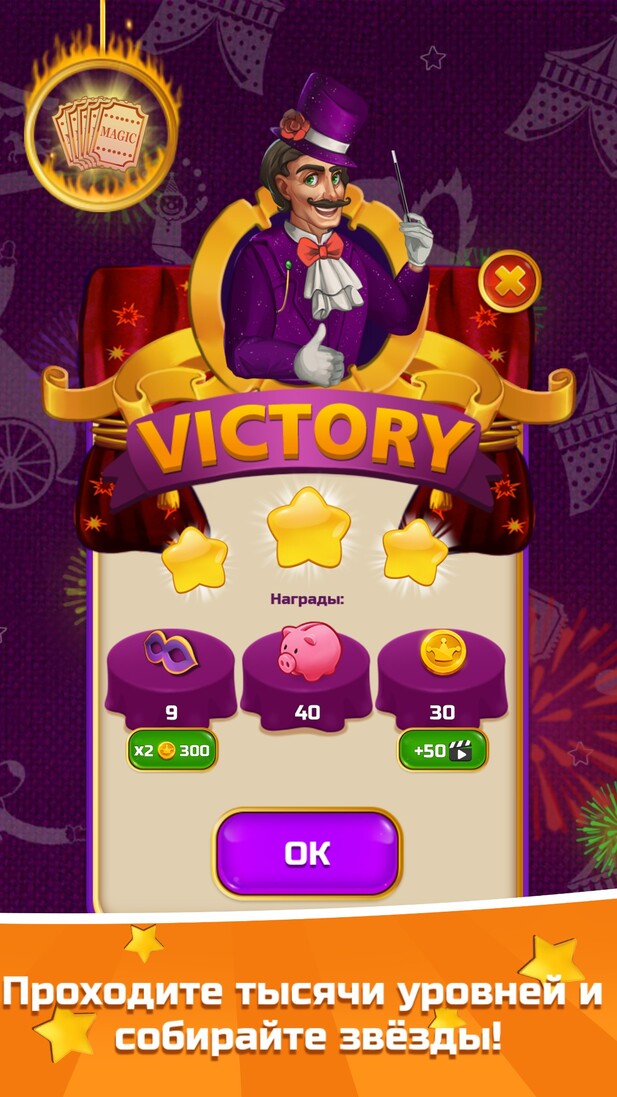 MAGIC
VICTORY
Награды:
9
40
30
x2 300
+50
OK
Проходите тысячи уровней и
собирайте звёзды!